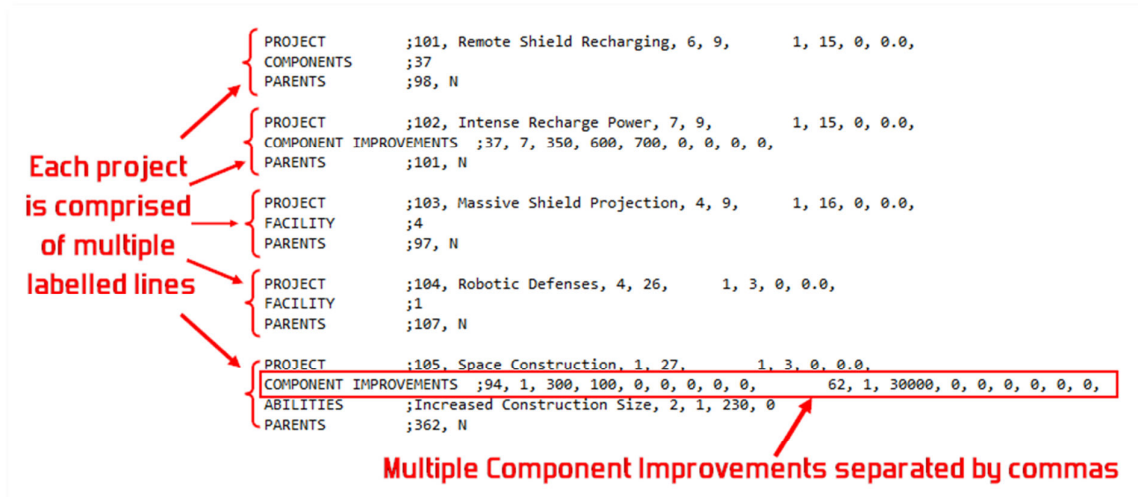 PROJECT ;101, Remote Shield Recharging, 6, 9, 1, 15, 0, 0.0,
COMPONENTS ;37
PARENTS ;98, N
PROJECT ;102, Intense Recharge Power, 7, 9, 1, 15, 0, 0.0,
COMPONENT IMPROVEMENTS ;37, 7, 350, 600, 700, 0, 0, 0, 0,
PARENTS ;101, N
Each project
is comprised
of multiple
labelled lines
PROJECT ;103, Massive Shield Projection, 4, 9, 1, 16, 0, 0.0,
FACILITY ;4
PARENTS ;97, N
PROJECT ;104, Robotic Defenses, 4, 26, 1, 3, 0, 0.0,
FACILITY ;1
PARENTS ;107, N
PROJECT ;105, Space Construction, 1, 27, 1, 3, 0, 0.0,
COMPONENT IMPROVEMENTS ;94, 1, 300, 100, 0, 0, 0, 0, 0, 62, 1, 30000, 0, 0, 0, 0, 0, 0,
ABILITIES ;Increased Construction Size, 2, 1, 230, 0
PARENTS ;362, N
Multiple Component Improvements separated by commas